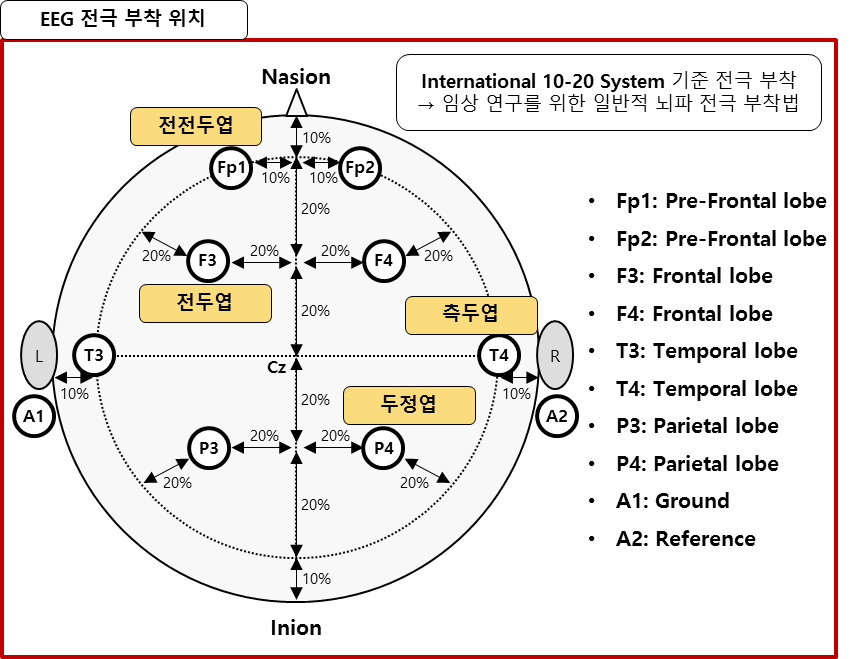 EEG 전극 부착 위치
Nasion
International 10-20 System 기준 전극 부착
→ 임상 연구를 위한 일반적 뇌파 전극 부착법
전전두엽
10%
Fp1
Fp2
10%
10%
20%
20%
F3
20%
20%
F4
20%
전두엽
20%
측두엽
L
T3
Cz
T4
R
10%
10%
A1
A2
20%
두정엽
P3
20%
20%
P4
20%
20%
20%
10%
Inion
• Fp1: Pre-Frontal lobe
• Fp2: Pre-Frontal lobe
• F3: Frontal lobe
• F4: Frontal lobe
• T3: Temporal lobe
• T4: Temporal lobe
• P3: Parietal lobe
• P4: Parietal lobe
• A1: Ground
• A2: Reference